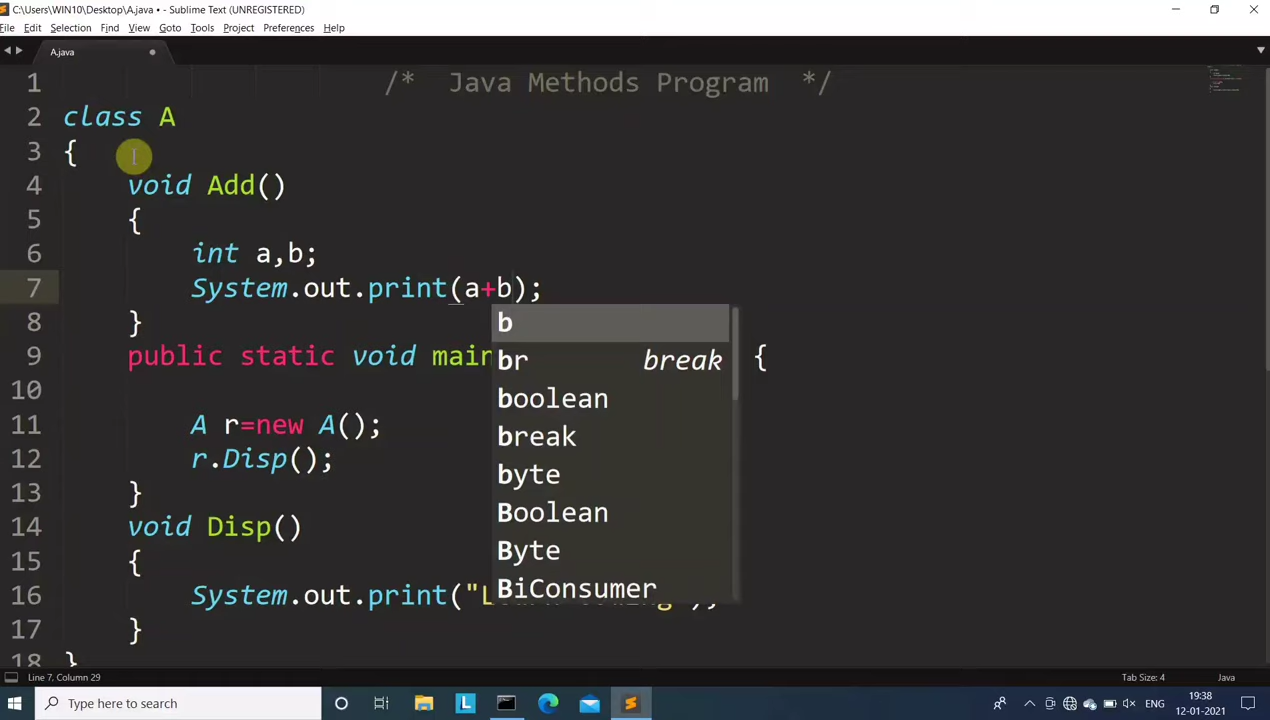 C:\Users\WIN10\Desktop\A.java • - Sublime Text (UNREGISTERED)
File Edit Selection Find View Goto Tools Project Preferences Help
A.java
1 /* Java Methods Program */
2 class A
3 {
4 void Add()
5 {
6 int a,b;
7 System.out.print(a+b);
8 }
b
9 public static void main {
br break
10
boolean
11 A r=new A();
break
12 r.Disp();
byte
13 }
Boolean
14 void Disp()
Byte
15 {
BiConsumer
16 System.out.print("
17 }
18 }
Line 7, Column 29 Tab Size: 4 Java
Type here to search
ENG
19:38
12-01-2021